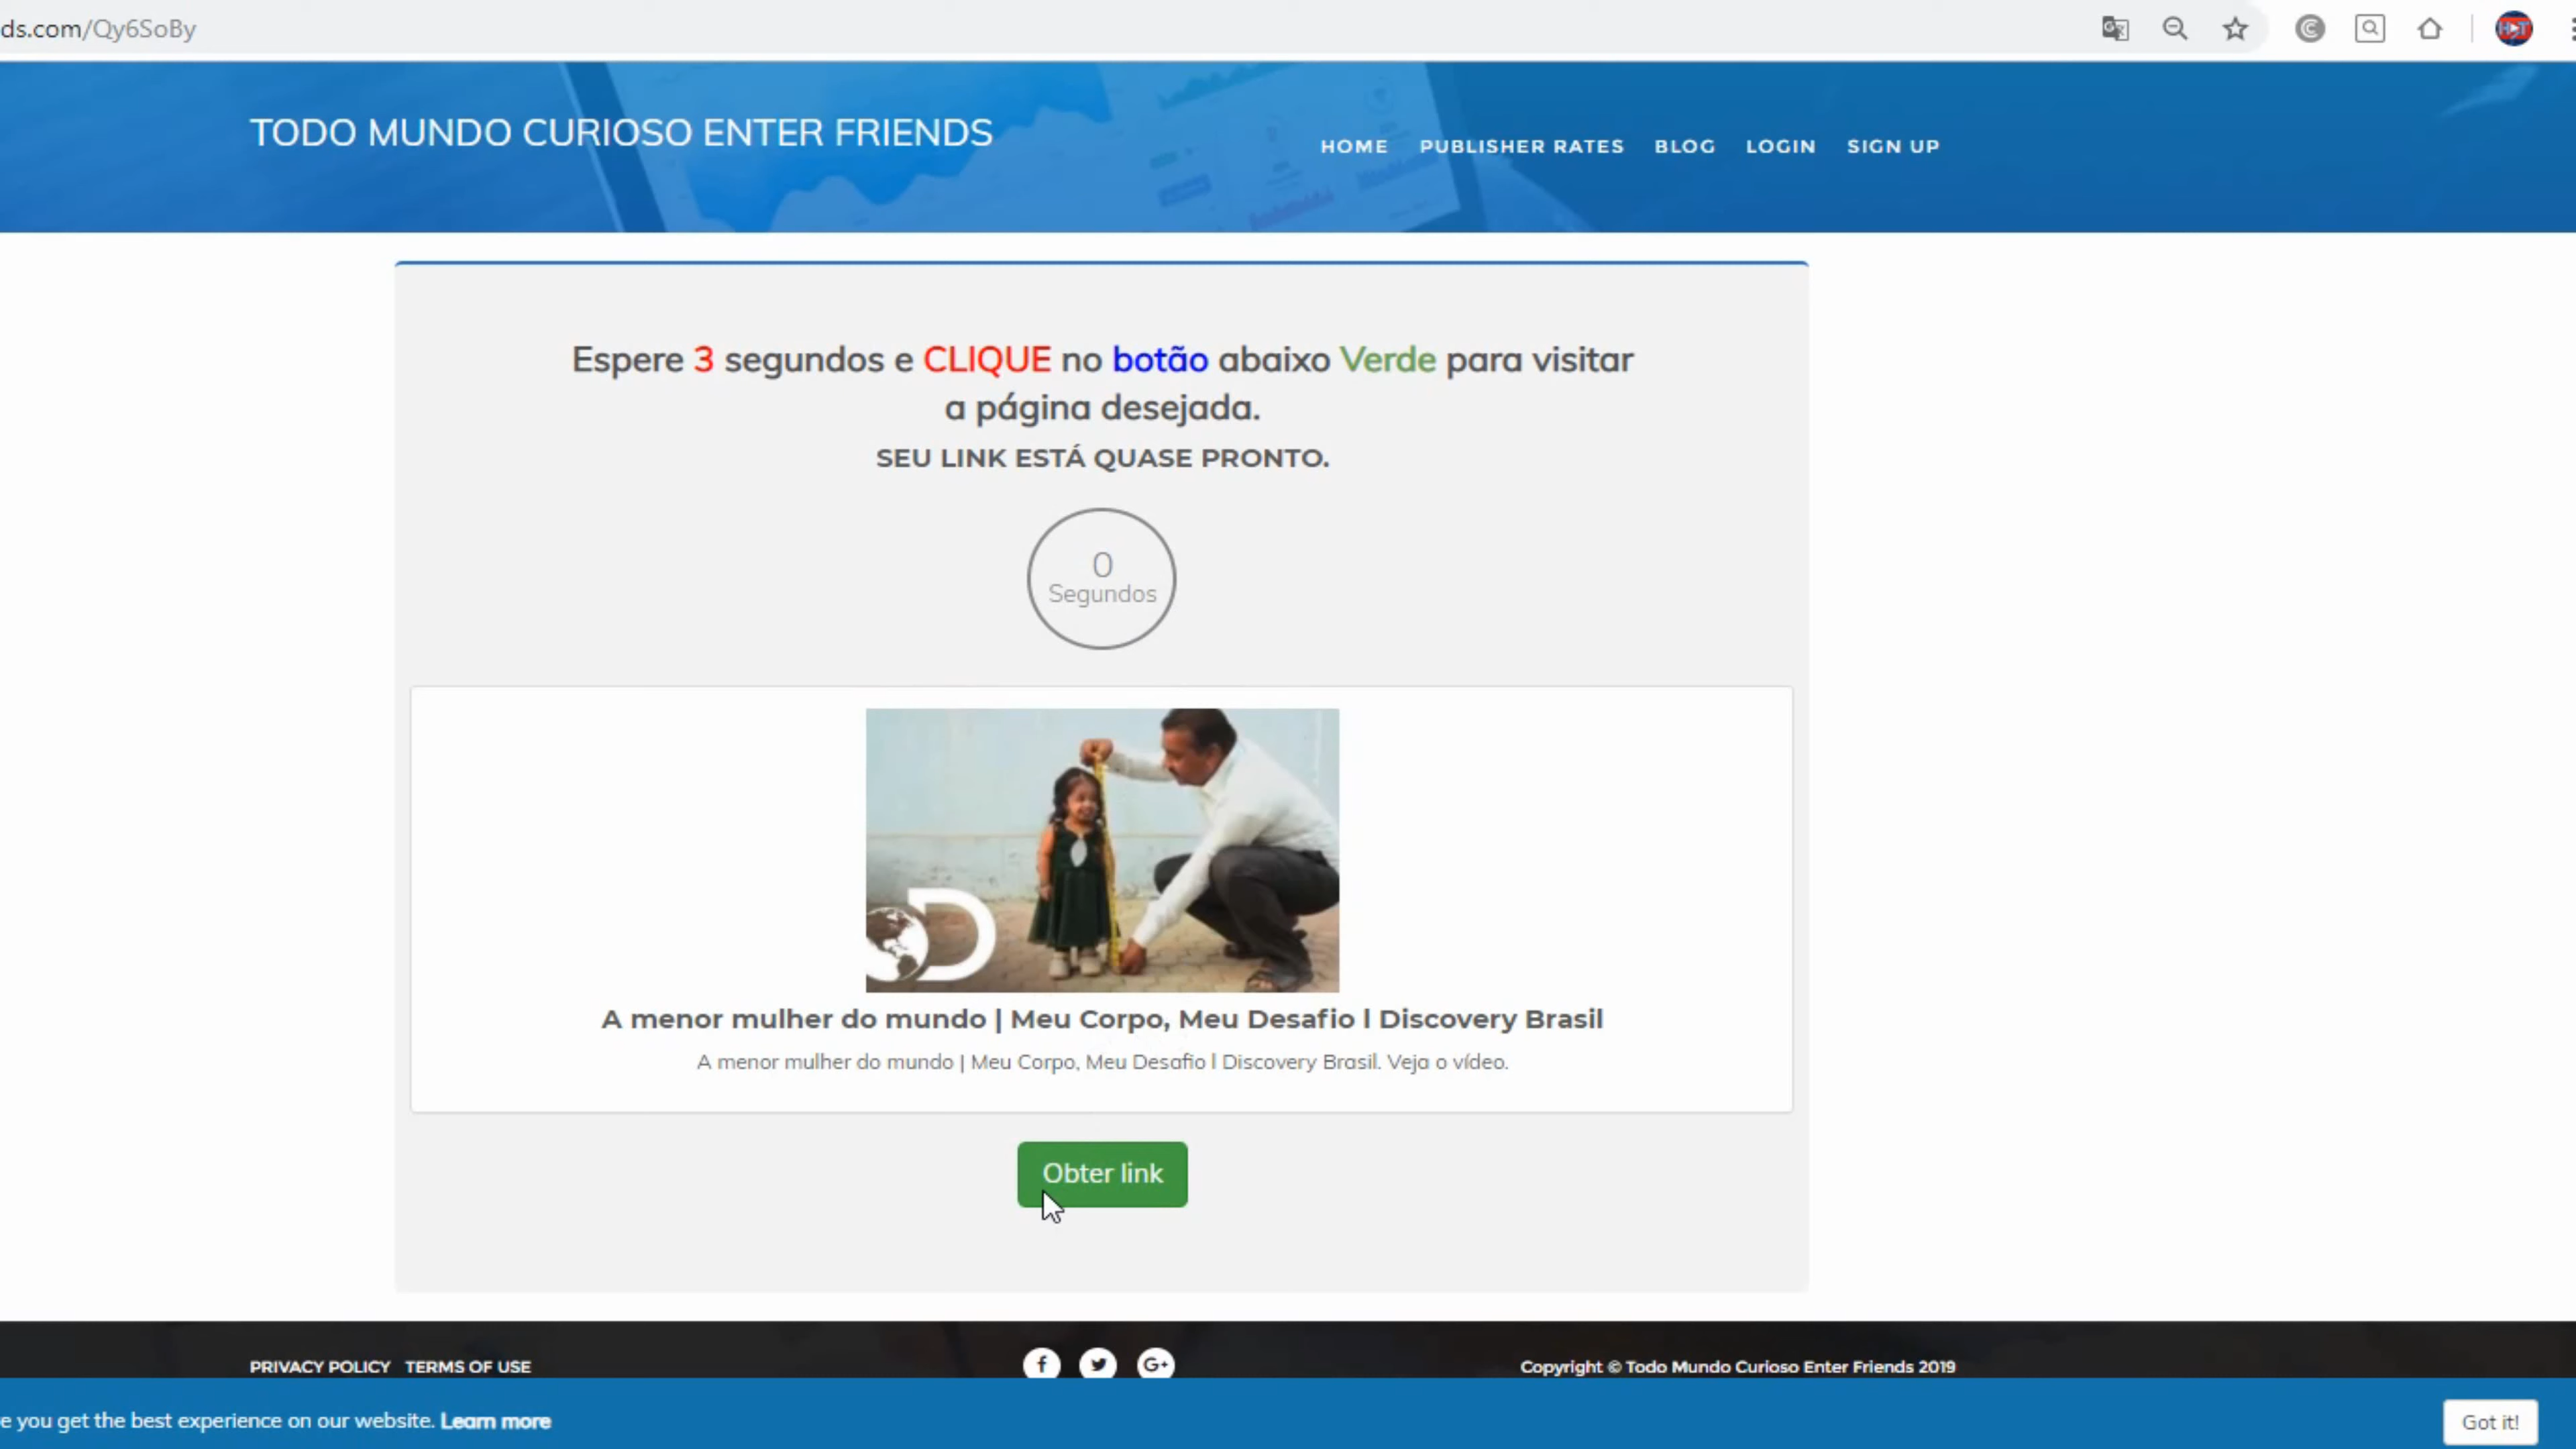 ds.com/Qy6SoBy
TODO MUNDO CURIOSO ENTER FRIENDS
HOME PUBLISHER RATES BLOG LOGIN SIGN UP
Espere 3 segundos e CLIQUE no botão abaixo Verde para visitar
a página desejada.
SEU LINK ESTÁ QUASE PRONTO.
0
Segundos
A menor mulher do mundo | Meu Corpo, Meu Desafio l Discovery Brasil
A menor mulher do mundo | Meu Corpo, Meu Desafio l Discovery Brasil. Veja o vídeo.
Obter link
PRIVACY POLICY TERMS OF USE
Copyright © Todo Mundo Curioso Enter Friends 2019
e you get the best experience on our website. Learn more
Got it!